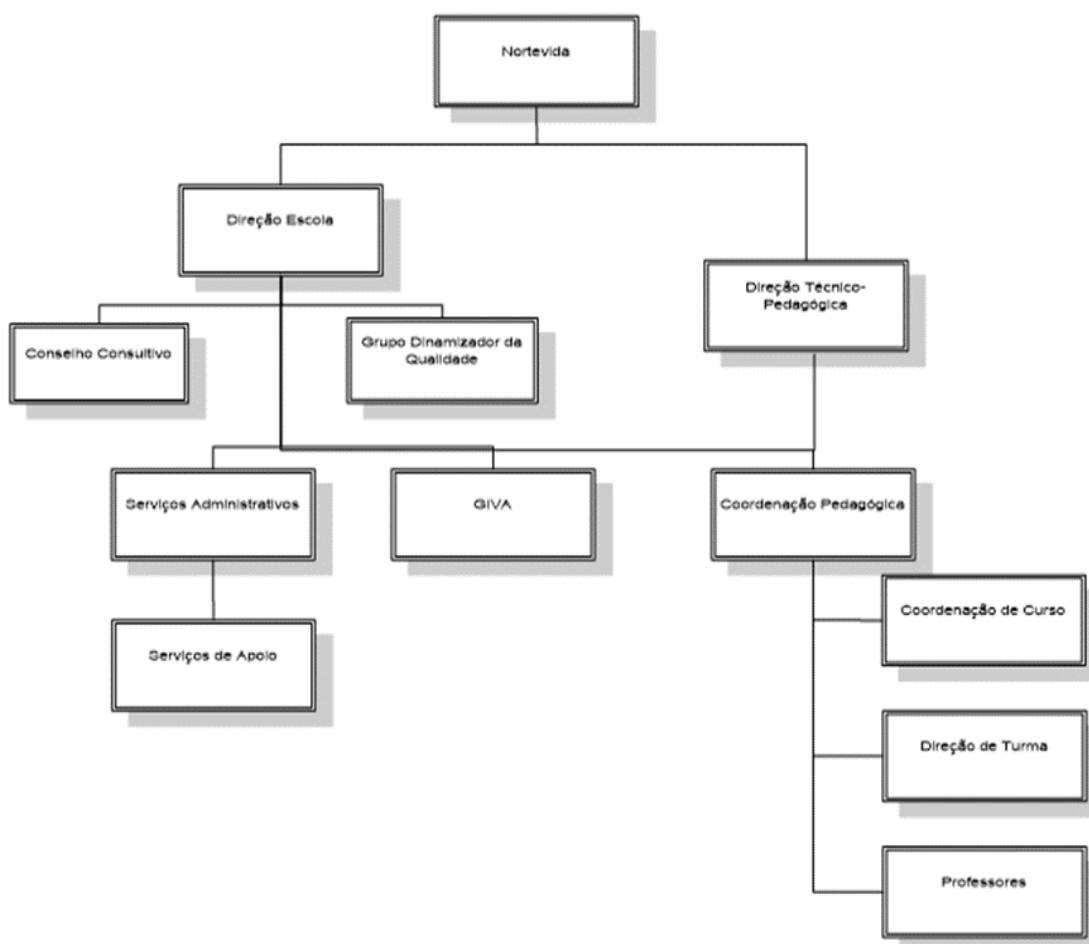 Nortevida
Direção Escola
Direção Técnico-
Pedagógica
Conselho Consultivo
Grupo Dinamizador da
Qualidade
Serviços Administrativos
GIVA
Coordenação Pedagógica
Coordenação de Curso
Serviços de Apoio
Direção de Turma
Professores